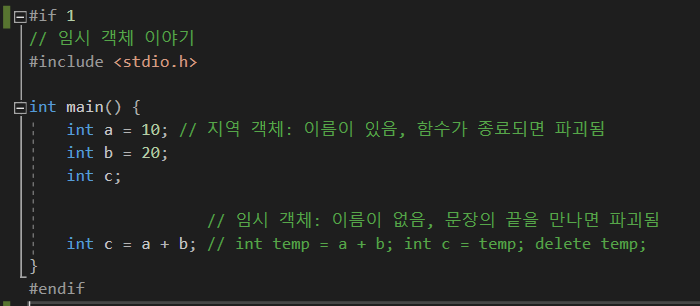 #if 1
// 임시 객체 이야기
#include <stdio.h>
int main() {
int a = 10; // 지역 객체: 이름이 있음, 함수가 종료되면 파괴됨
int b = 20;
int c;
// 임시 객체: 이름이 없음, 문장의 끝을 만나면 파괴됨
int c = a + b; // int temp = a + b; int c = temp; delete temp;
}
#endif